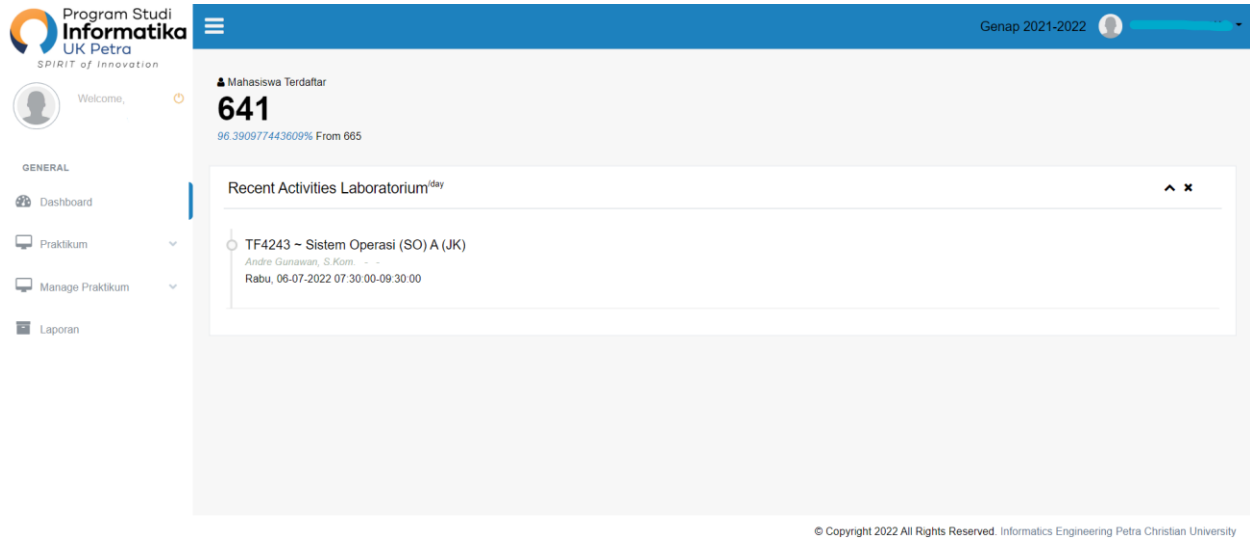 Program Studi
Informatika
UK Petra
SPIRIT of Innovation
Genap 2021-2022
Welcome,
GENERAL
Dashboard
Praktikum
Manage Praktikum
Laporan
Mahasiswa Terdaftar
641
96.390977443609% From 665
Recent Activities Laboratorium/day
TF4243 ~ Sistem Operasi (SO) A (JK)
Andre Gunawan, S.Kom. - -
Rabu, 06-07-2022 07:30:00-09:30:00
© Copyright 2022 All Rights Reserved. Informatics Engineering Petra Christian University